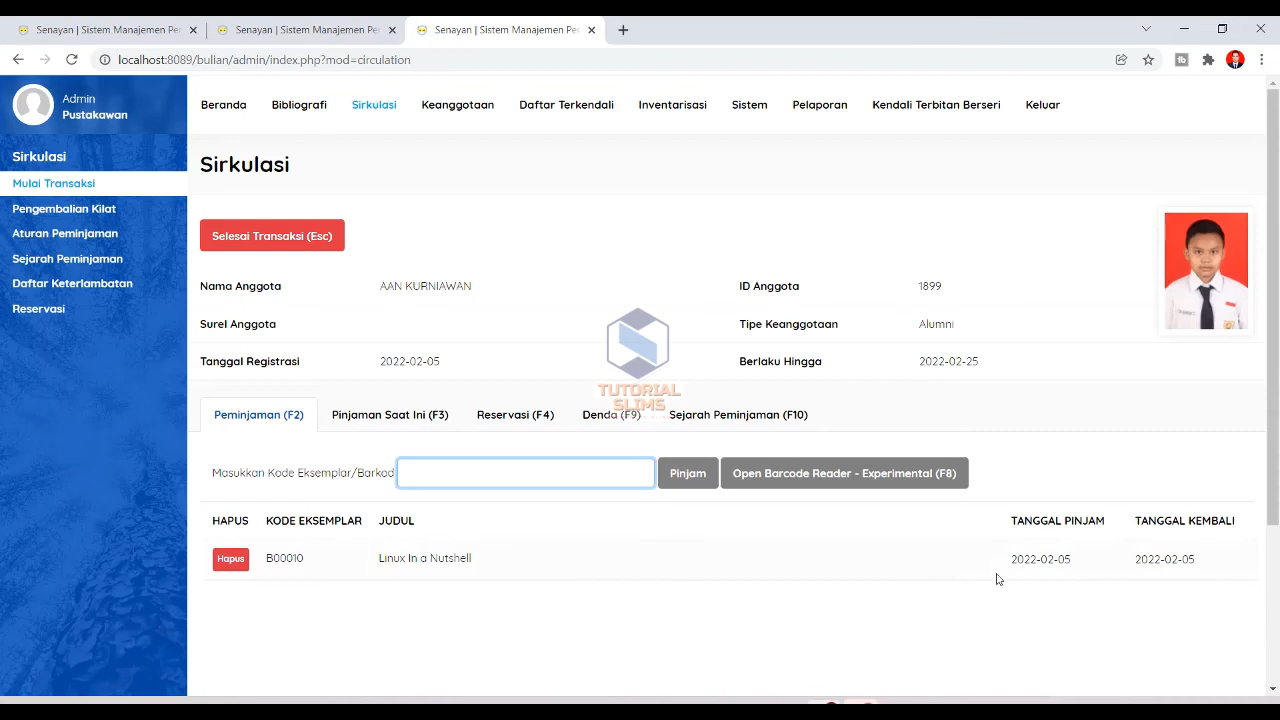 Senayan | Sistem Manajemen Per
Senayan | Sistem Manajemen Per
Senayan | Sistem Manajemen Per
localhost:8089/bulian/admin/index.php?mod=circulation
Admin
Pustakawan
Beranda Bibliografi Sirkulasi Keanggotaan Daftar Terkendali Inventarisasi Sistem Pelaporan Kendali Terbitan Berseri Keluar
Sirkulasi
Mulai Transaksi
Pengembalian Kilat
Aturan Peminjaman
Sejarah Peminjaman
Daftar Keterlambatan
Reservasi
Sirkulasi
Selesai Transaksi (Esc)
Nama Anggota AAN KURNIAWAN ID Anggota 1899
Surel Anggota Tipe Keanggotaan Alumni
Tanggal Registrasi 2022-02-05 Berlaku Hingga 2022-02-25
TUTORIAL
SLIMS
Peminjaman (F2) Pinjaman Saat Ini (F3) Reservasi (F4) Denda (F9) Sejarah Peminjaman (F10)
Masukkan Kode Eksemplar/Barkod Pinjam Open Barcode Reader - Experimental (F8)
HAPUS KODE EKSEMPLAR JUDUL TANGGAL PINJAM TANGGAL KEMBALI
Hapus B00010 Linux In a Nutshell 2022-02-05 2022-02-05